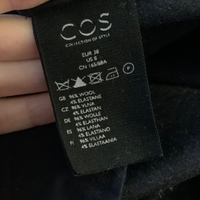 COS
COLLECTION OF STYLE
EUR 38
US 8
CN 165/88A
GB 96% WOOL
4% ELASTANE
CZ 96% VLNA
4% ELASTAN
DE 96% WOLLE
4% ELASTHAN
ES 96% LANA
4% ELASTANO
FI 96% VILLAA
4% ELASTAANIA